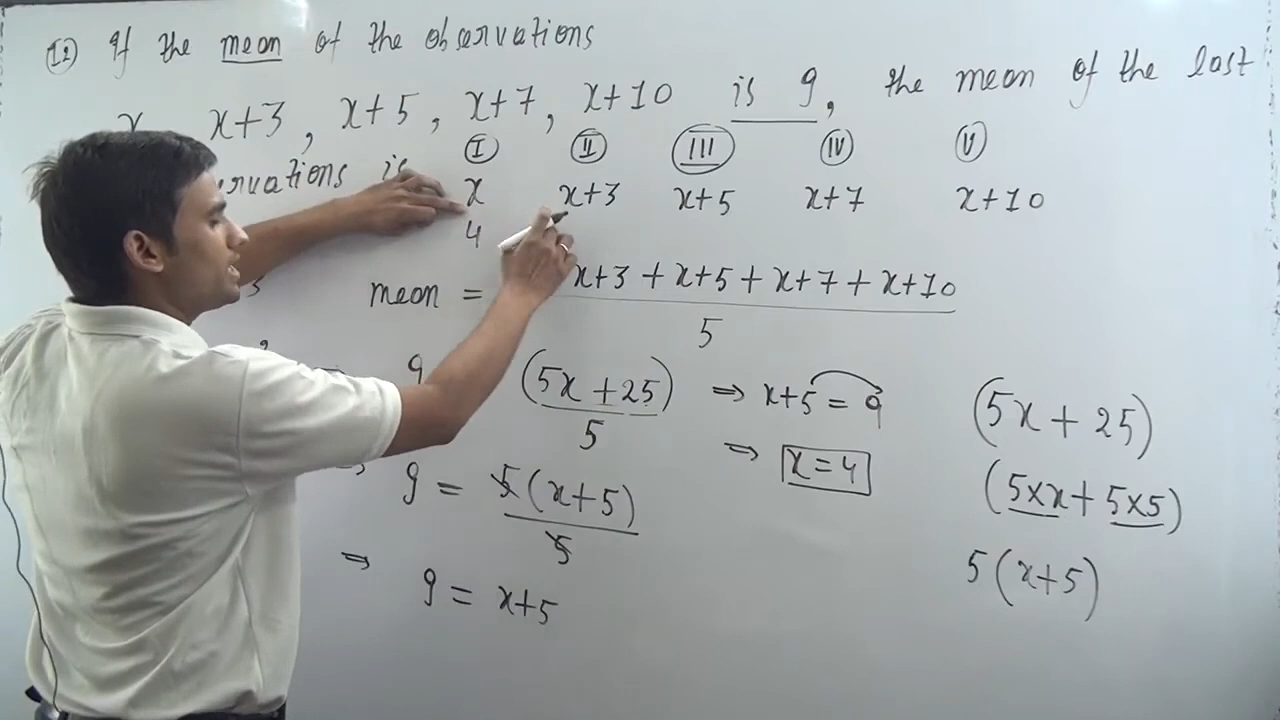 12) If the mean of the observations
x x+3, x+5, x+7, x+10 is 9, the mean of the last
is
I II III IV V
x x+3 x+5 x+7 x+10
4
mean = x+3 + x+5 + x+7 + x+10
5
9 (5x + 25) ⇒ x+5 = 9 (5x + 25)
5
⇒ x=4
⇒ 9 = 5(x+5) (5×x + 5×5)
5
5(x+5)
⇒ 9 = x+5